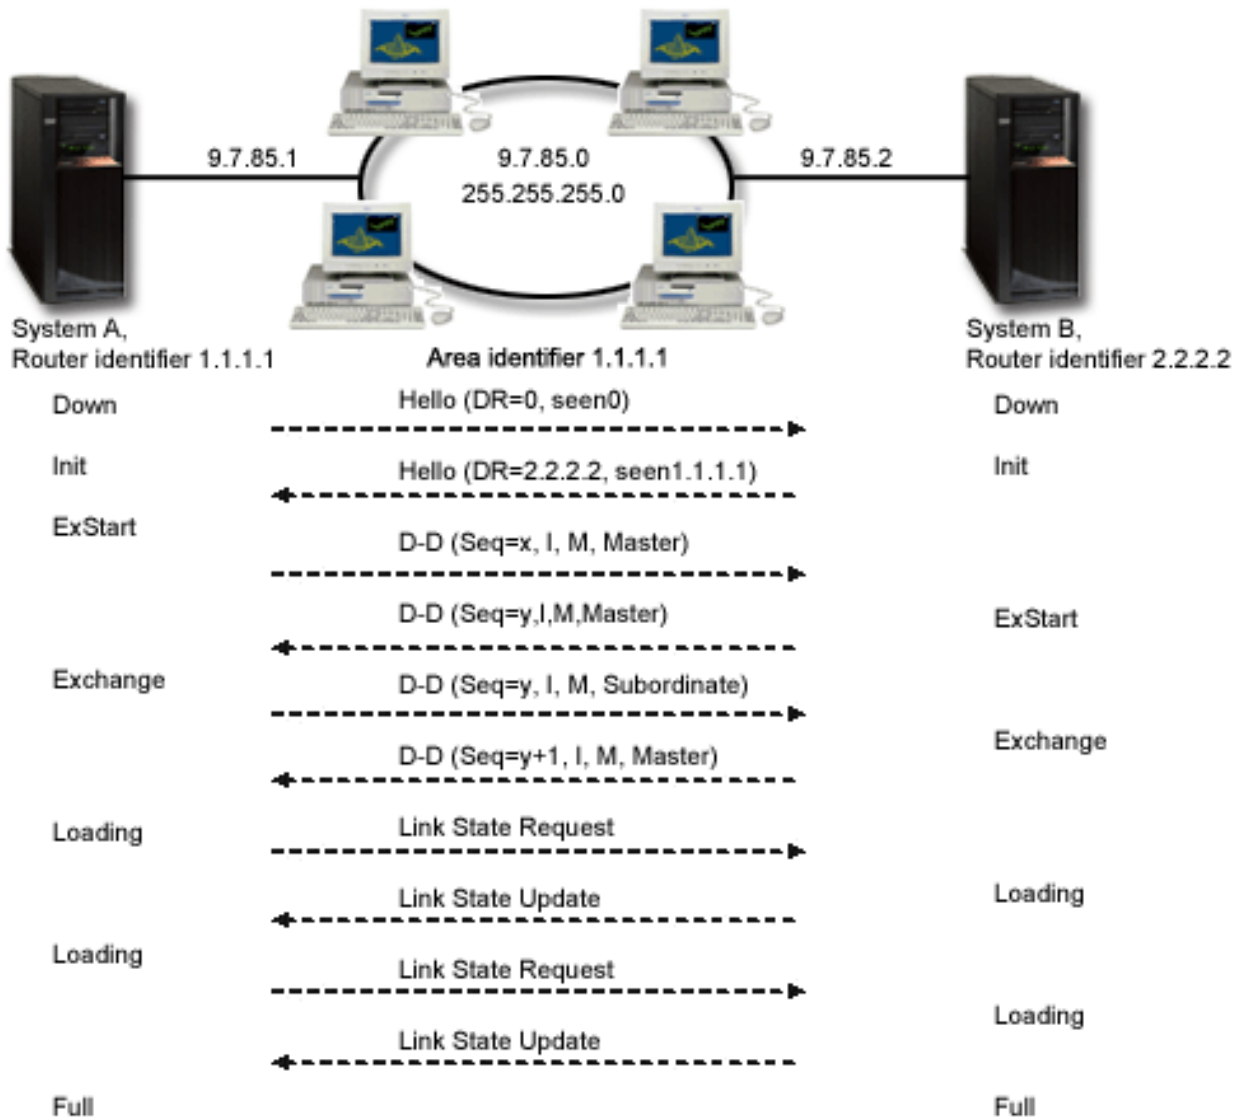 9.7.85.1
9.7.85.0
255.255.255.0
9.7.85.2
System A,
Router identifier 1.1.1.1
Area identifier 1.1.1.1
System B,
Router identifier 2.2.2.2
Down
Hello (DR=0, seen0)
Down
Init
Hello (DR=2.2.2.2, seen1.1.1.1)
Init
ExStart
D-D (Seq=x, I, M, Master)
D-D (Seq=y,I,M,Master)
ExStart
Exchange
D-D (Seq=y, I, M, Subordinate)
Exchange
D-D (Seq=y+1, I, M, Master)
Loading
Link State Request
Link State Update
Loading
Loading
Link State Request
Loading
Link State Update
Full
Full